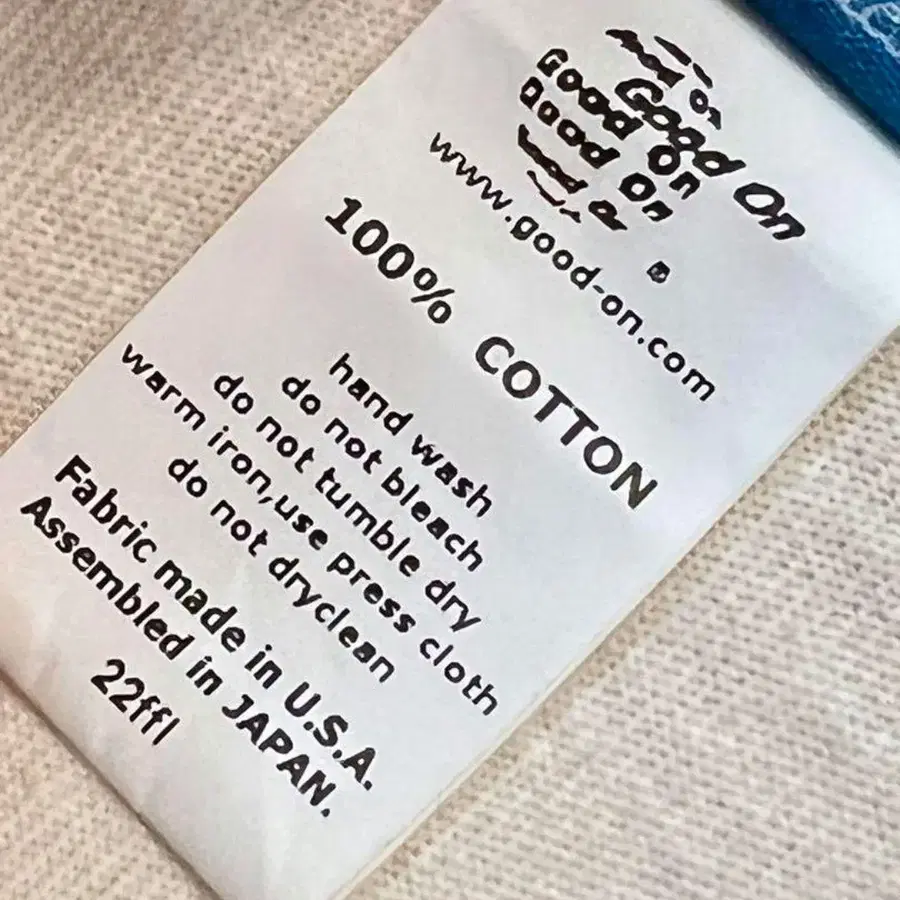 Good On
Good On
Good On
www.good-on.com
100% COTTON
hand wash
do not bleach
do not tumble dry
warm iron,use press cloth
do not dryclean
Fabric made in U.S.A.
Assembled in JAPAN.
22ffl